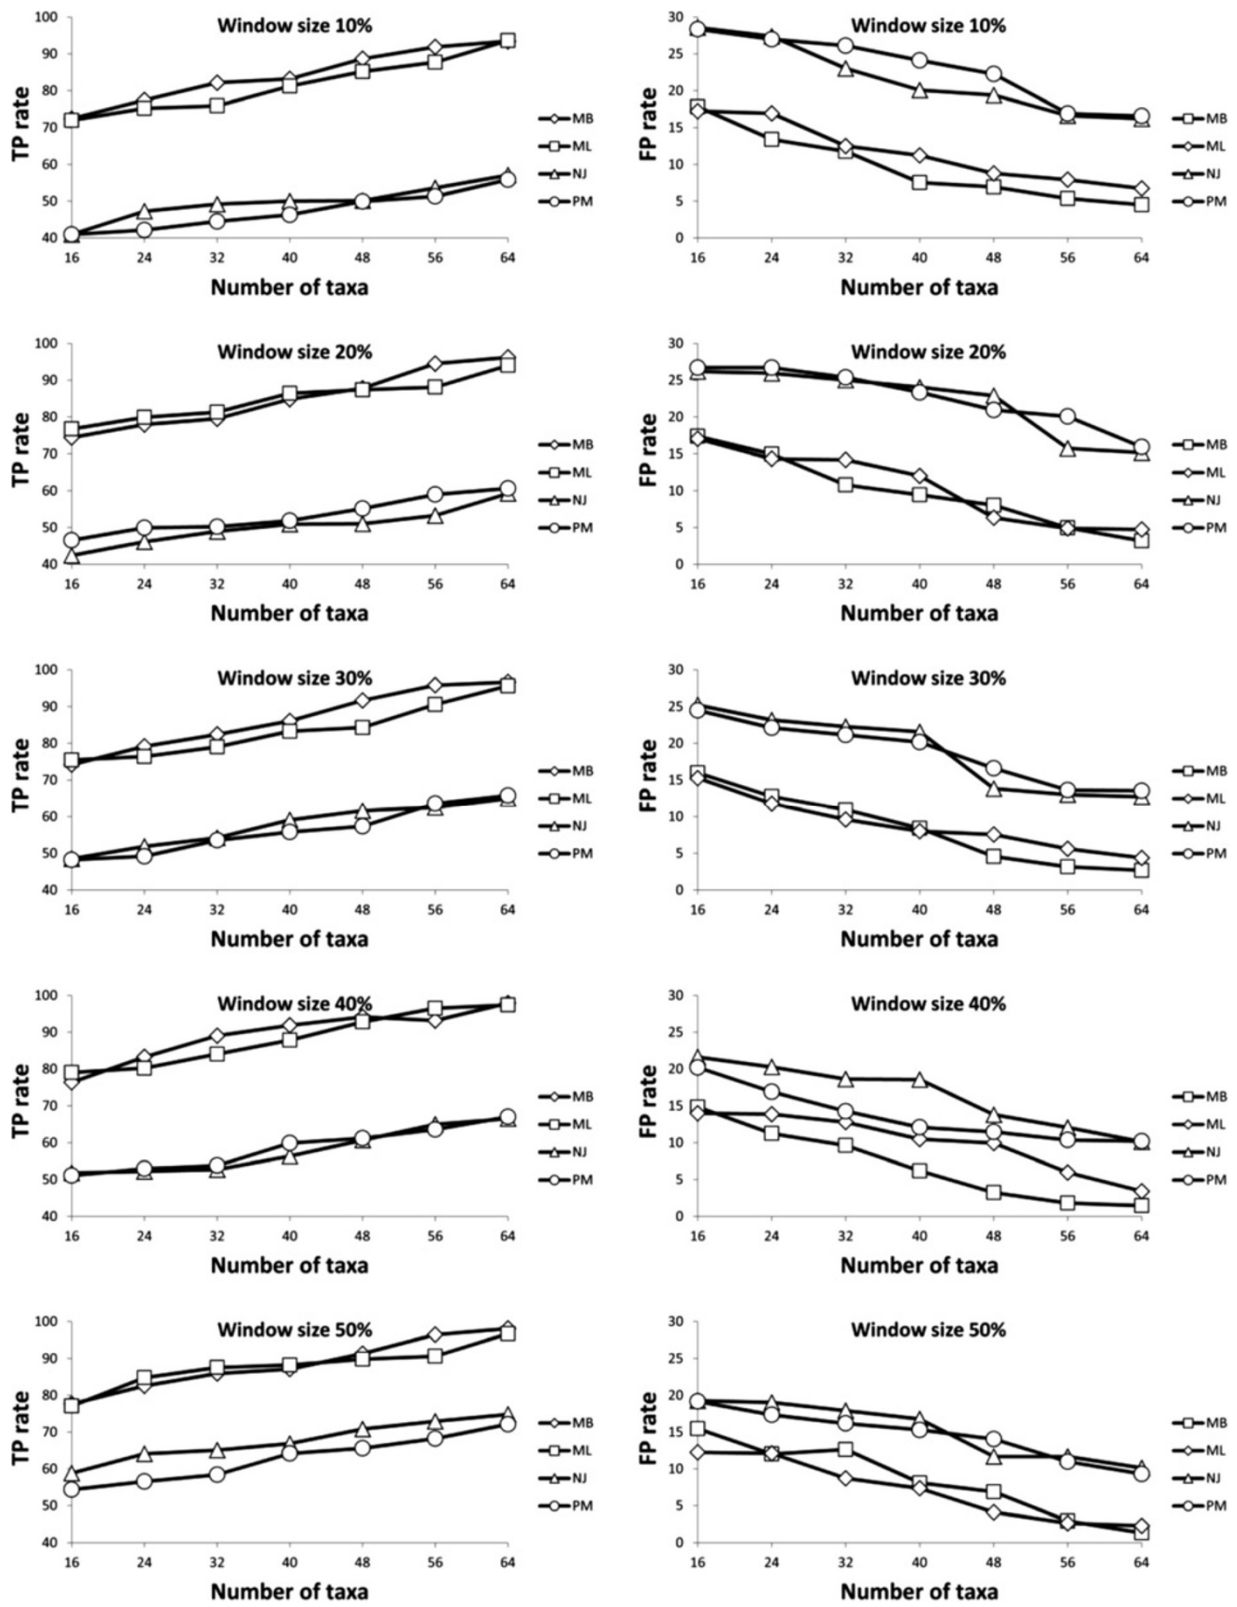 Window size 10%
TP rate
100
90
80
70
60
50
40
16 24 32 40 48 56 64
Number of taxa
MB
ML
NJ
PM
Window size 10%
FP rate
30
25
20
15
10
5
0
16 24 32 40 48 56 64
Number of taxa
MB
ML
NJ
PM
Window size 20%
TP rate
100
90
80
70
60
50
40
16 24 32 40 48 56 64
Number of taxa
MB
ML
NJ
PM
Window size 20%
FP rate
30
25
20
15
10
5
0
16 24 32 40 48 56 64
Number of taxa
MB
ML
NJ
PM
Window size 30%
TP rate
100
90
80
70
60
50
40
16 24 32 40 48 56 64
Number of taxa
MB
ML
NJ
PM
Window size 30%
FP rate
30
25
20
15
10
5
0
16 24 32 40 48 56 64
Number of taxa
MB
ML
NJ
PM
Window size 40%
TP rate
100
90
80
70
60
50
40
16 24 32 40 48 56 64
Number of taxa
MB
ML
NJ
PM
Window size 40%
FP rate
30
25
20
15
10
5
0
16 24 32 40 48 56 64
Number of taxa
MB
ML
NJ
PM
Window size 50%
TP rate
100
90
80
70
60
50
40
16 24 32 40 48 56 64
Number of taxa
MB
ML
NJ
PM
Window size 50%
FP rate
30
25
20
15
10
5
0
16 24 32 40 48 56 64
Number of taxa
MB
ML
NJ
PM